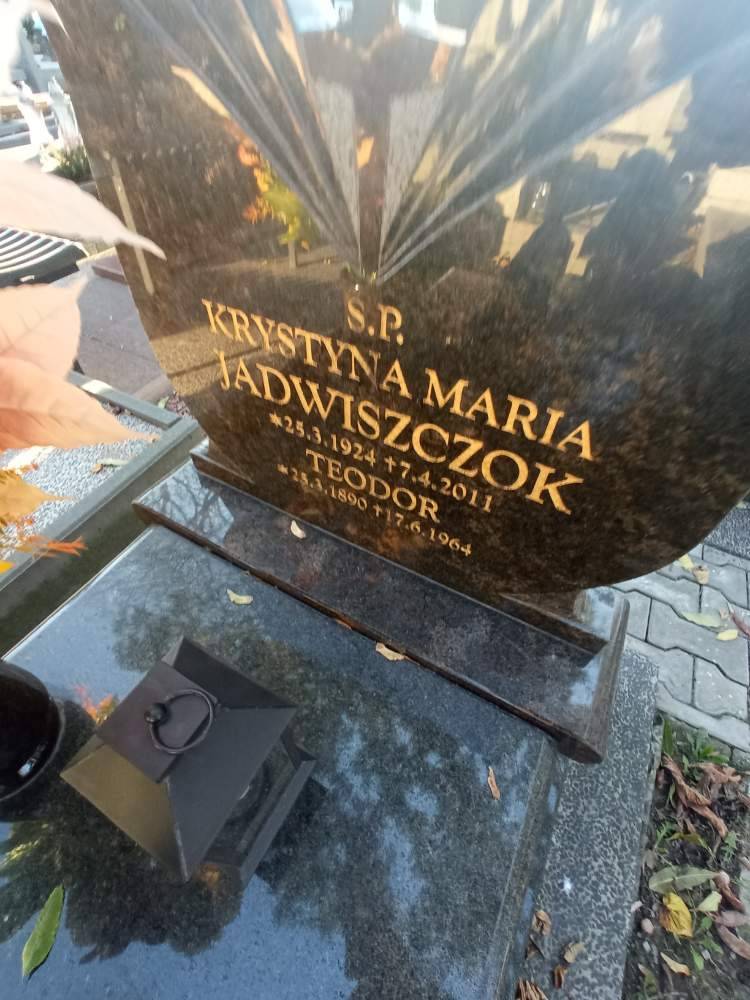 Ś.P.
KRYSTYNA MARIA
JADWISZCZOK
*25.3.1924 †7.4.2011
TEODOR
*25.3.1890 †17.6.1964